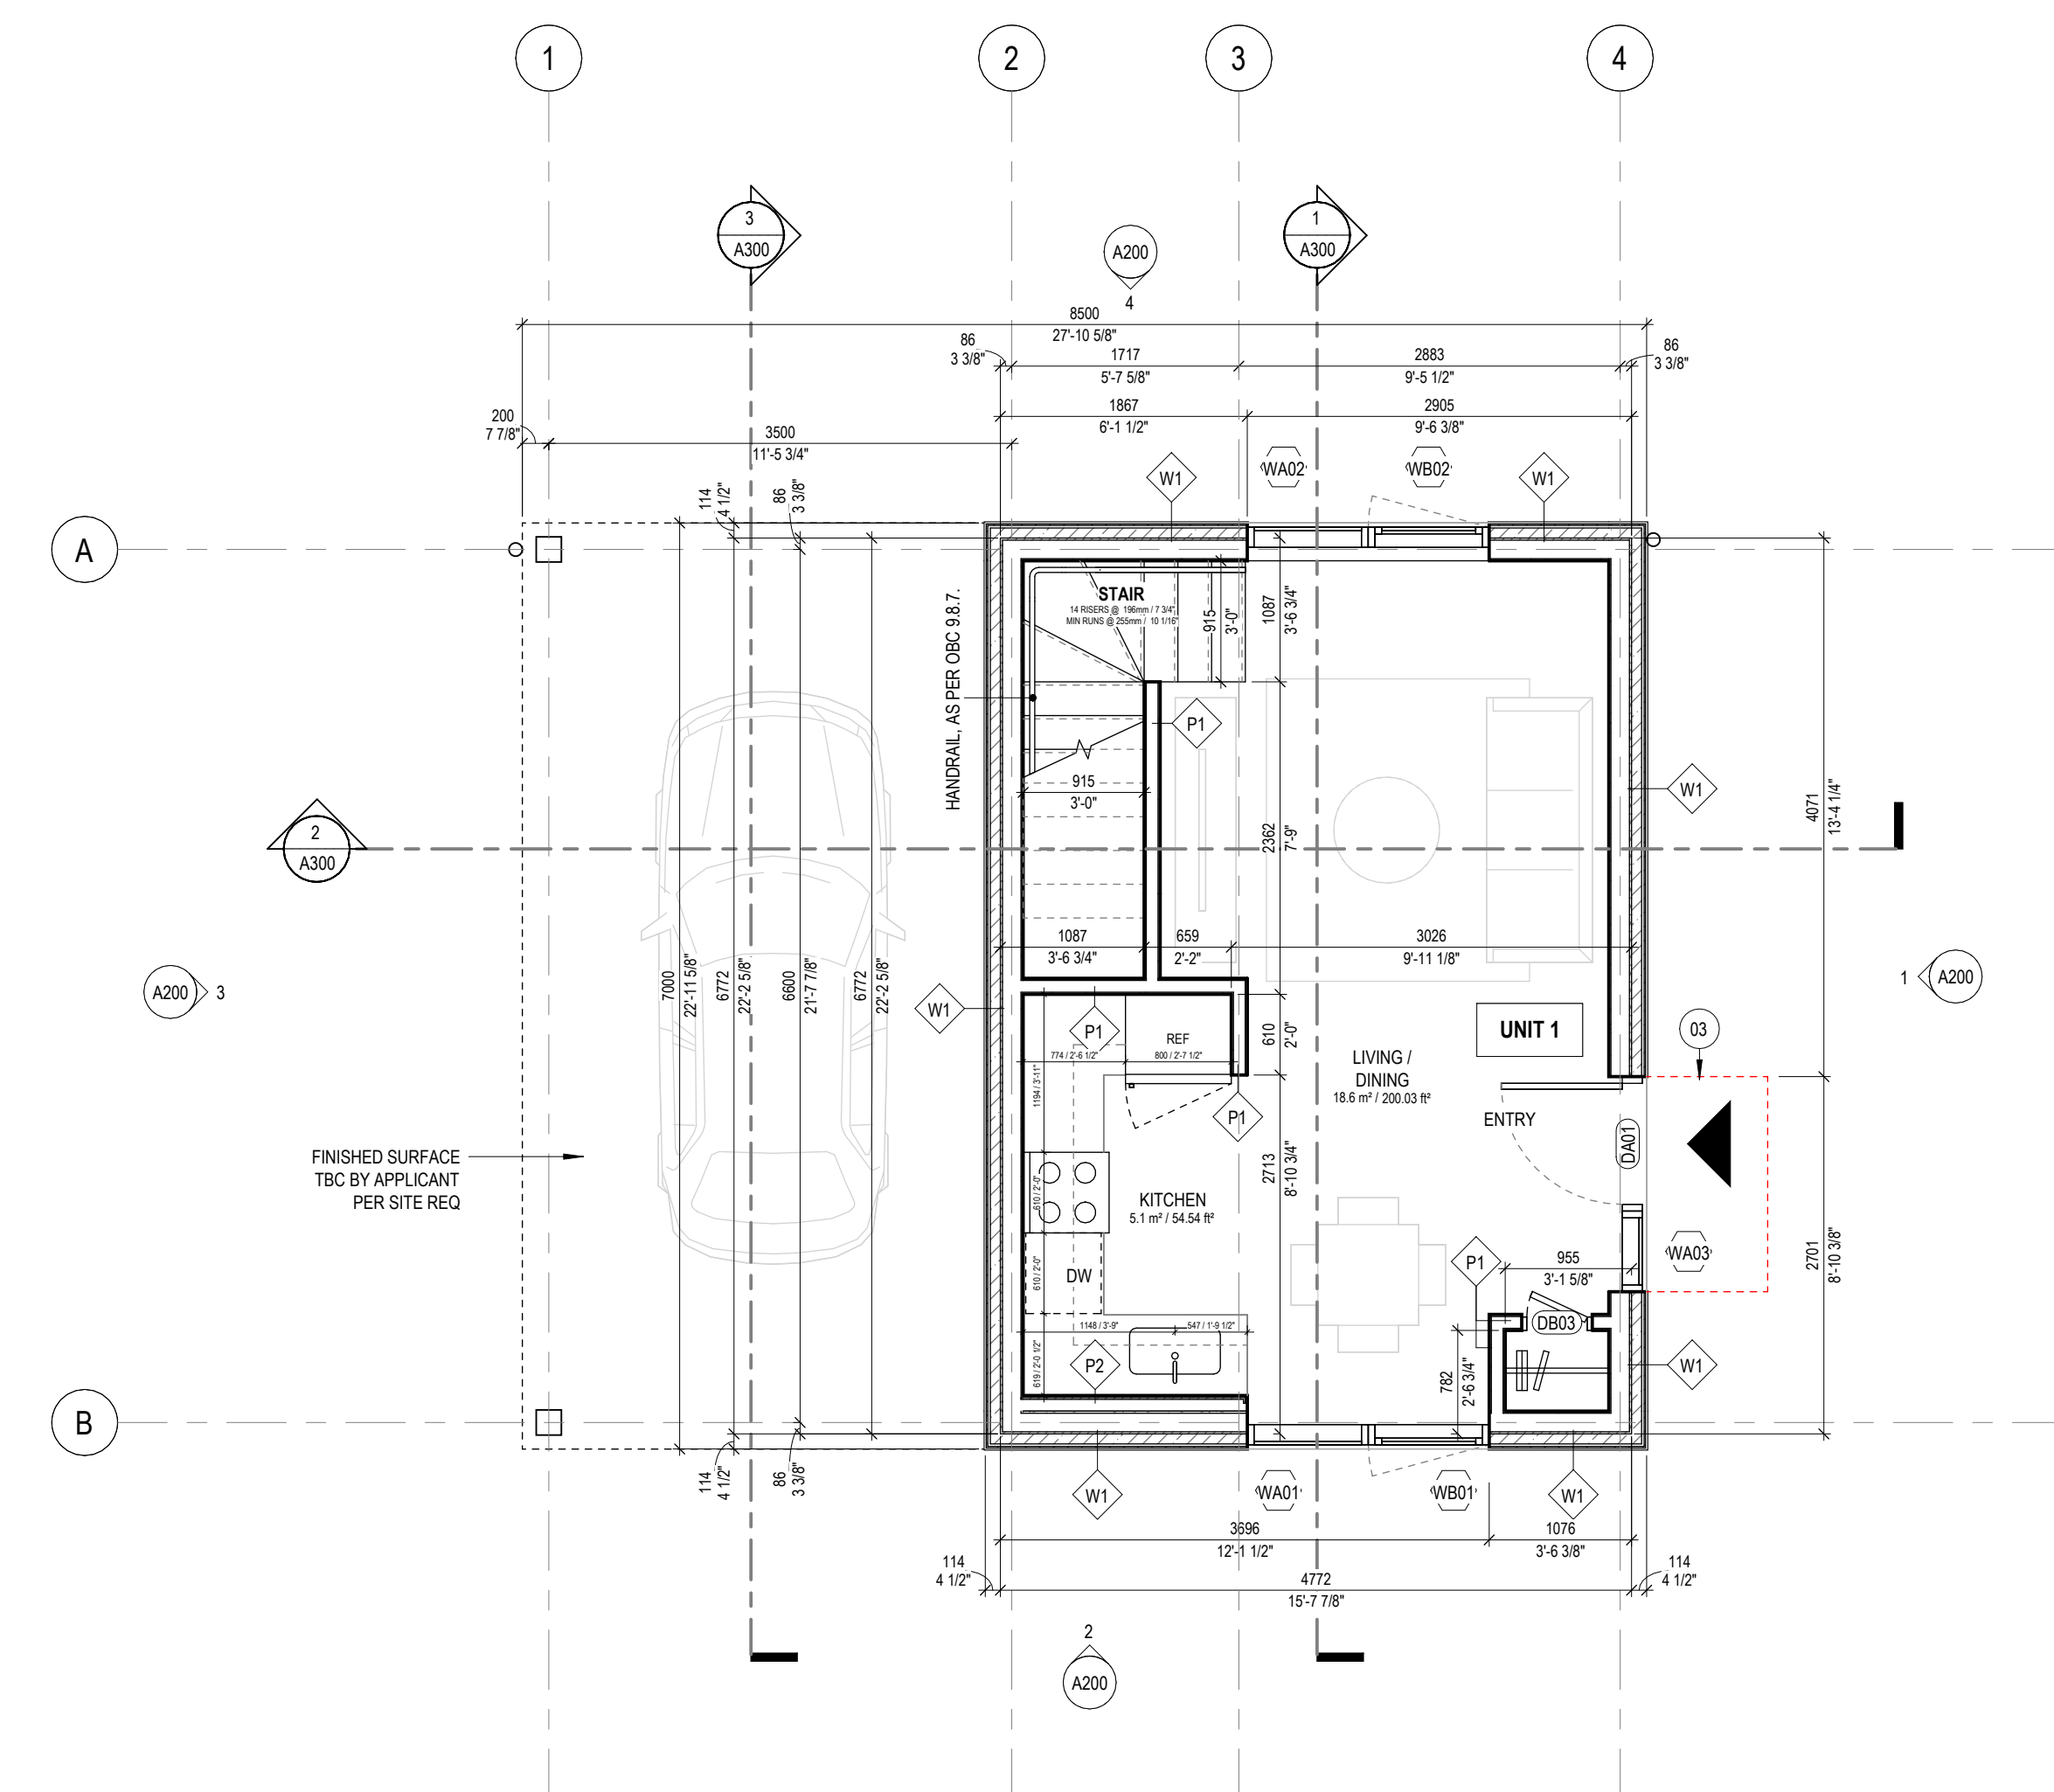 1
2
3
4
3
A300
1
A300
A200
4
8500
27'-10 5/8"
86
3 3/8"
1717
5'-7 5/8"
2883
9'-5 1/2"
86
3 3/8"
1867
6'-1 1/2"
2905
9'-6 3/8"
200
7 7/8"
3500
11'-5 3/4"
WA02
WB02
W1
W1
114
4 1/2"
86
3 3/8"
A
STAIR
14 RISERS @ 196mm / 7 3/4"
MIN RUNS @ 255mm / 10 1/16"
915
3'-0"
1087
3'-6 3/4"
HANDRAIL, AS PER OBC 9.8.7.
P1
W1
915
3'-0"
2362
7'-9"
4071
13'-4 1/4"
2
A300
1087
3'-6 3/4"
659
2'-2"
3026
9'-11 1/8"
A200
3
7000
22'-11 5/8"
6772
22'-2 5/8"
6600
21'-7 7/8"
6772
22'-2 5/8"
1
A200
W1
P1
REF
774 / 2'-6 1/2"
800 / 2'-7 1/2"
610
2'-0"
UNIT 1
03
LIVING /
DINING
18.6 m² / 200.03 ft²
1194 / 3'-11"
P1
ENTRY
DA01
FINISHED SURFACE
TBC BY APPLICANT
PER SITE REQ
2713
8'-10 3/4"
KITCHEN
5.1 m² / 54.54 ft²
610 / 2'-0"
610 / 2'-0"
DW
P1
955
3'-1 5/8"
WA03
2701
8'-10 3/8"
DB03
1148 / 3'-9"
547 / 1'-9 1/2"
619 / 2'-0 1/2"
P2
782
2'-6 3/4"
W1
B
114
4 1/2"
86
3 3/8"
W1
WA01
WB01
W1
3696
12'-1 1/2"
1076
3'-6 3/8"
114
4 1/2"
4772
15'-7 7/8"
114
4 1/2"
2
A200